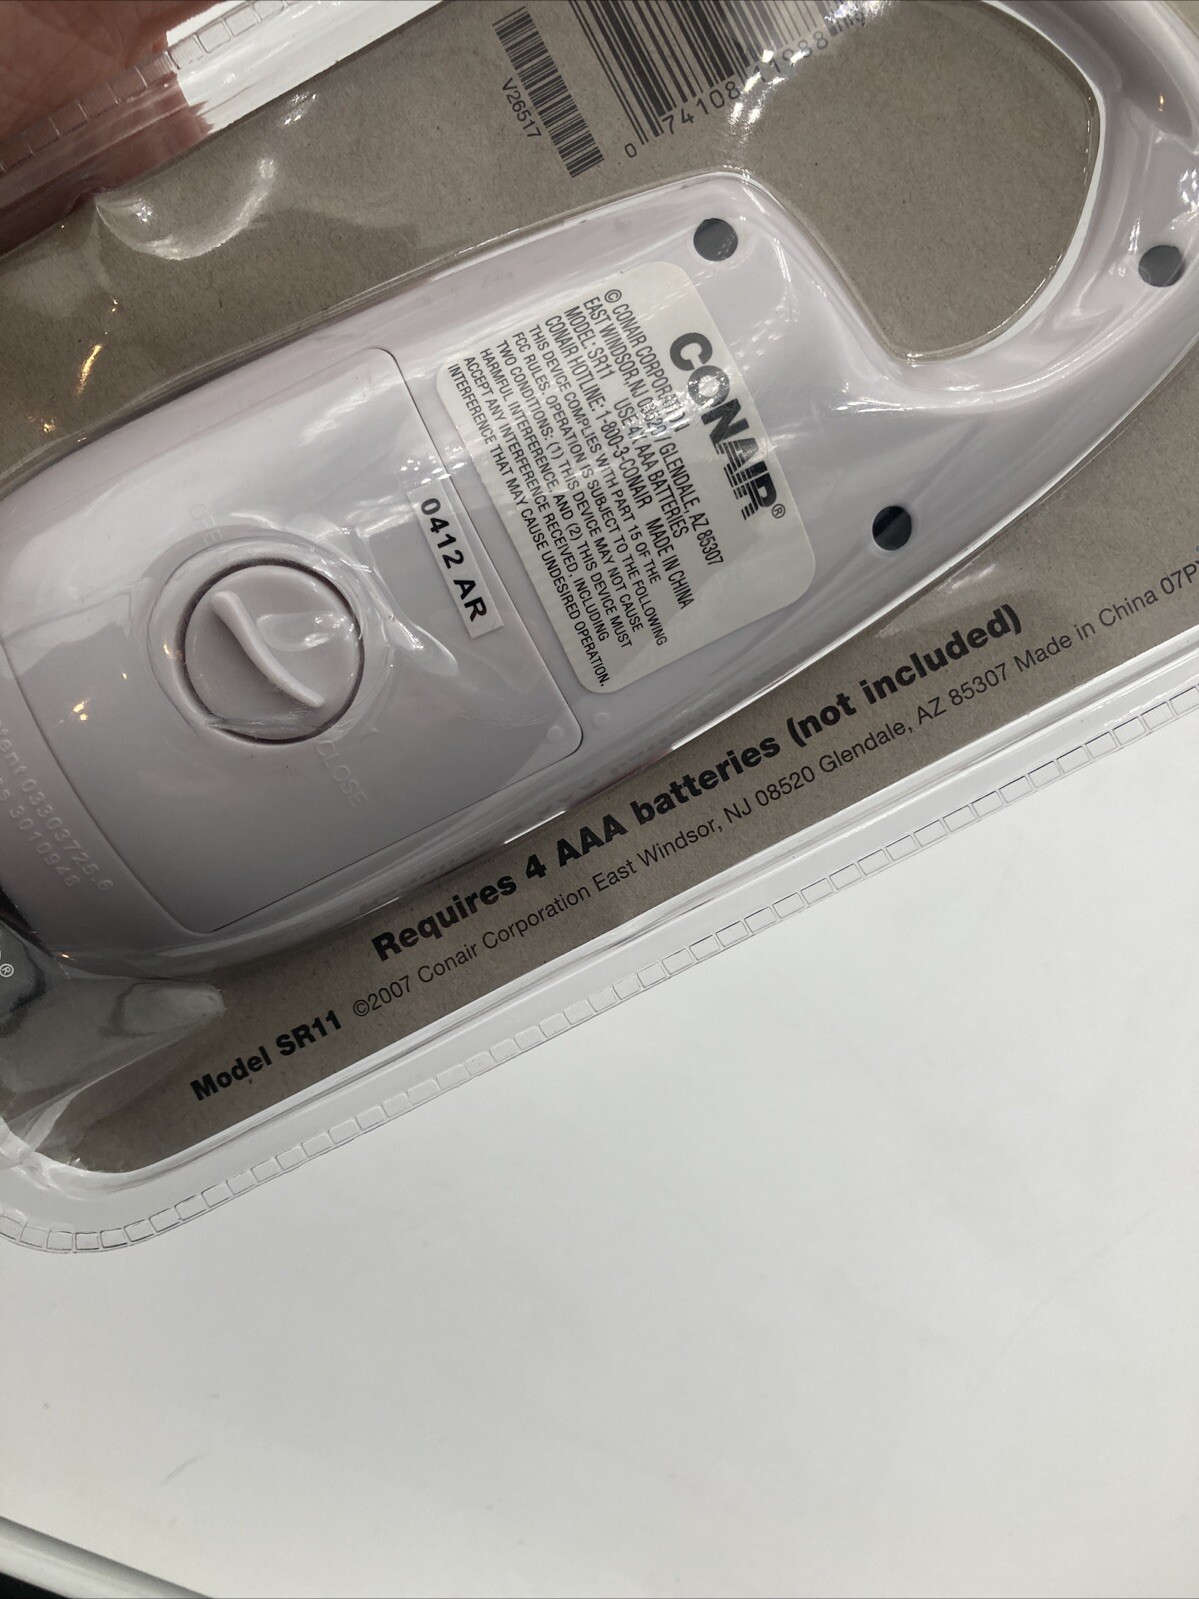 V26517
0 74108 11988
CONAIR®
© CONAIR CORPORATION
EAST WINDSOR, NJ 08520 / GLENDALE, AZ 85307
MODEL: SR11 USE 4 AAA BATTERIES
CONAIR HOTLINE: 1-800-3-CONAIR MADE IN CHINA
THIS DEVICE COMPLIES WITH PART 15 OF THE
FCC RULES. OPERATION IS SUBJECT TO THE FOLLOWING
TWO CONDITIONS: (1) THIS DEVICE MAY NOT CAUSE
HARMFUL INTERFERENCE, AND (2) THIS DEVICE MUST
ACCEPT ANY INTERFERENCE RECEIVED, INCLUDING
INTERFERENCE THAT MAY CAUSE UNDESIRED OPERATION.
0412 AR
CLOSE
03303725.6
3010948
®
Requires 4 AAA batteries (not included)
Model SR11 ©2007 Conair Corporation East Windsor, NJ 08520 Glendale, AZ 85307 Made in China